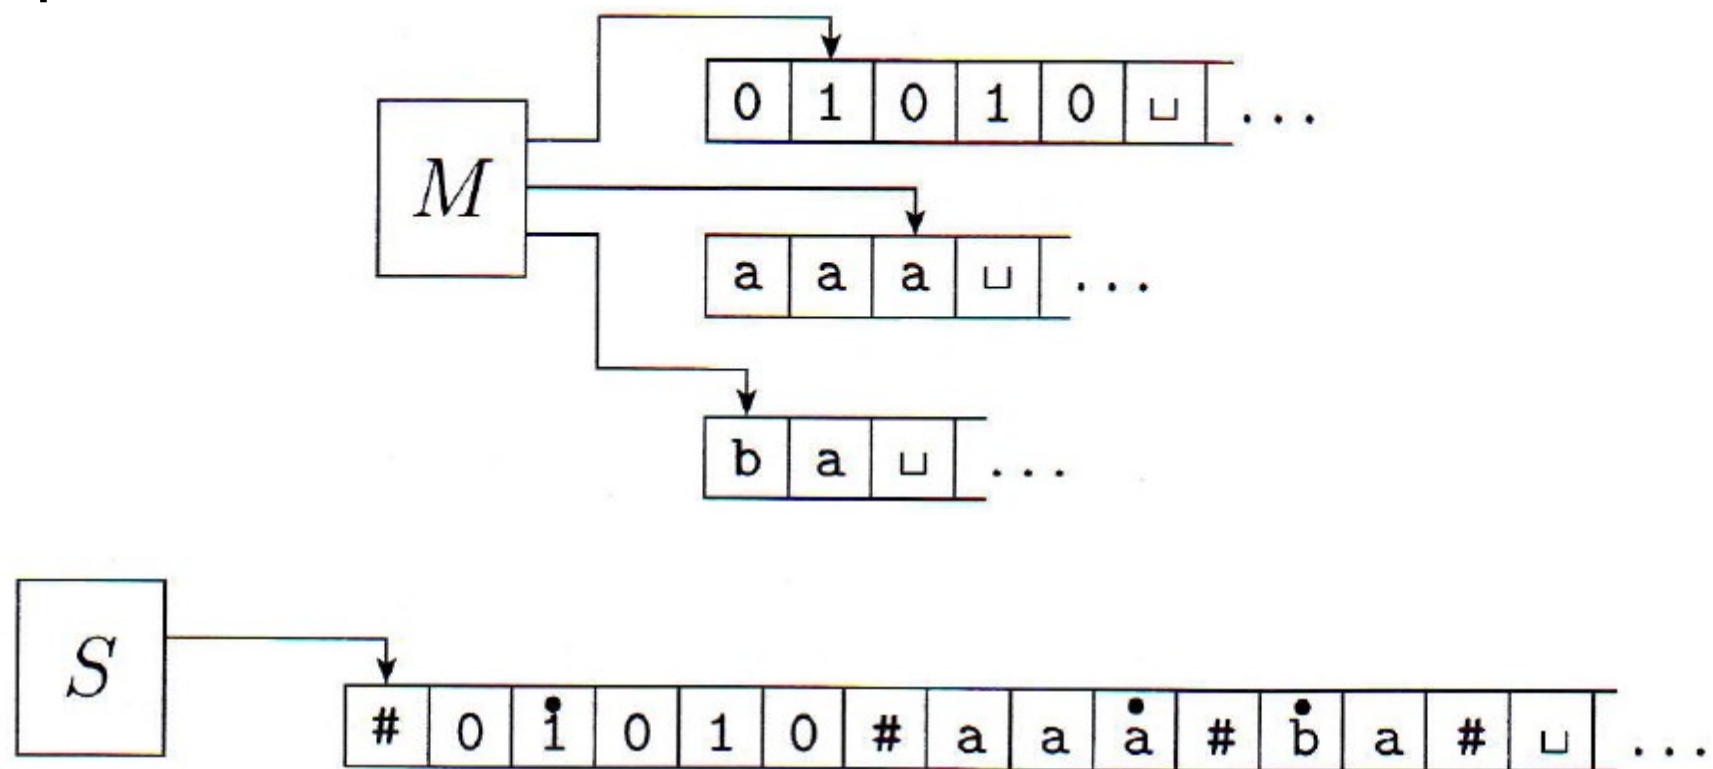 0 1 0 1 0 ⊔ ...
M
a a a ⊔ ...
b a ⊔ ...
S
# 0 1̇ 0 1 0 # a a ȧ # ḃ a # ⊔ ...